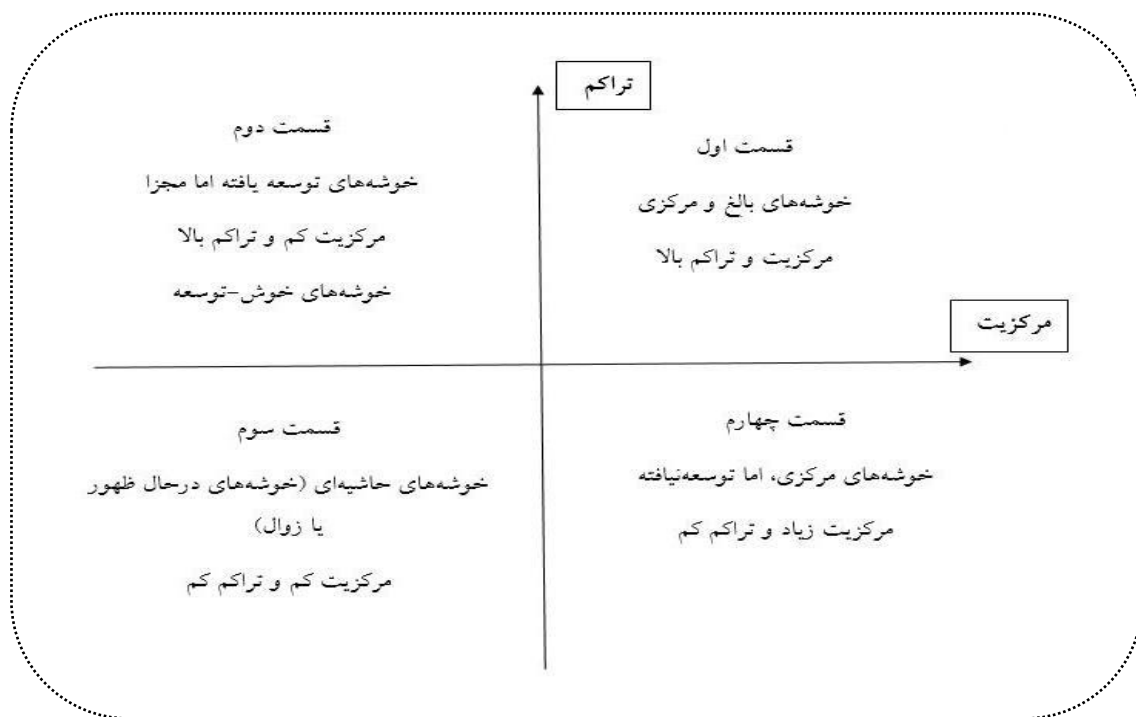 تراکم
قسمت اول
خوشه‌های بالغ و مرکزی
مرکزیت و تراکم بالا
قسمت دوم
خوشه‌های توسعه یافته اما مجزا
مرکزیت کم و تراکم بالا
خوشه‌های خوش-توسعه
مرکزیت
قسمت سوم
خوشه‌های حاشیه‌ای (خوشه‌های درحال ظهور
یا زوال)
مرکزیت کم و تراکم کم
قسمت چهارم
خوشه‌های مرکزی، اما توسعه‌نیافته
مرکزیت زیاد و تراکم کم